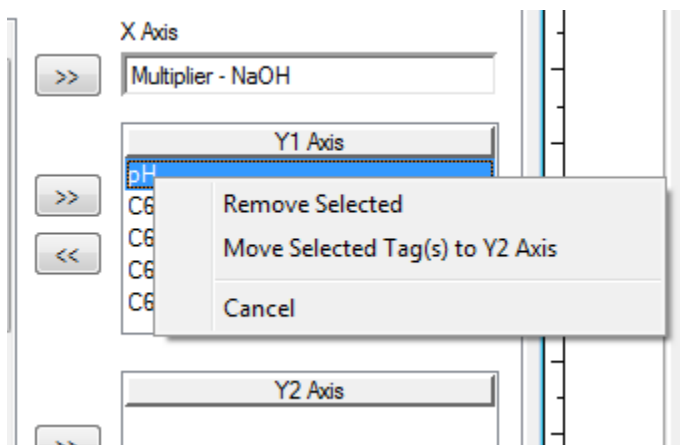 X Axis
>>
Multiplier - NaOH
Y1 Axis
pH
>>
C6
Remove Selected
C6
Move Selected Tag(s) to Y2 Axis
<<
C6
C6
Cancel
Y2 Axis
>>